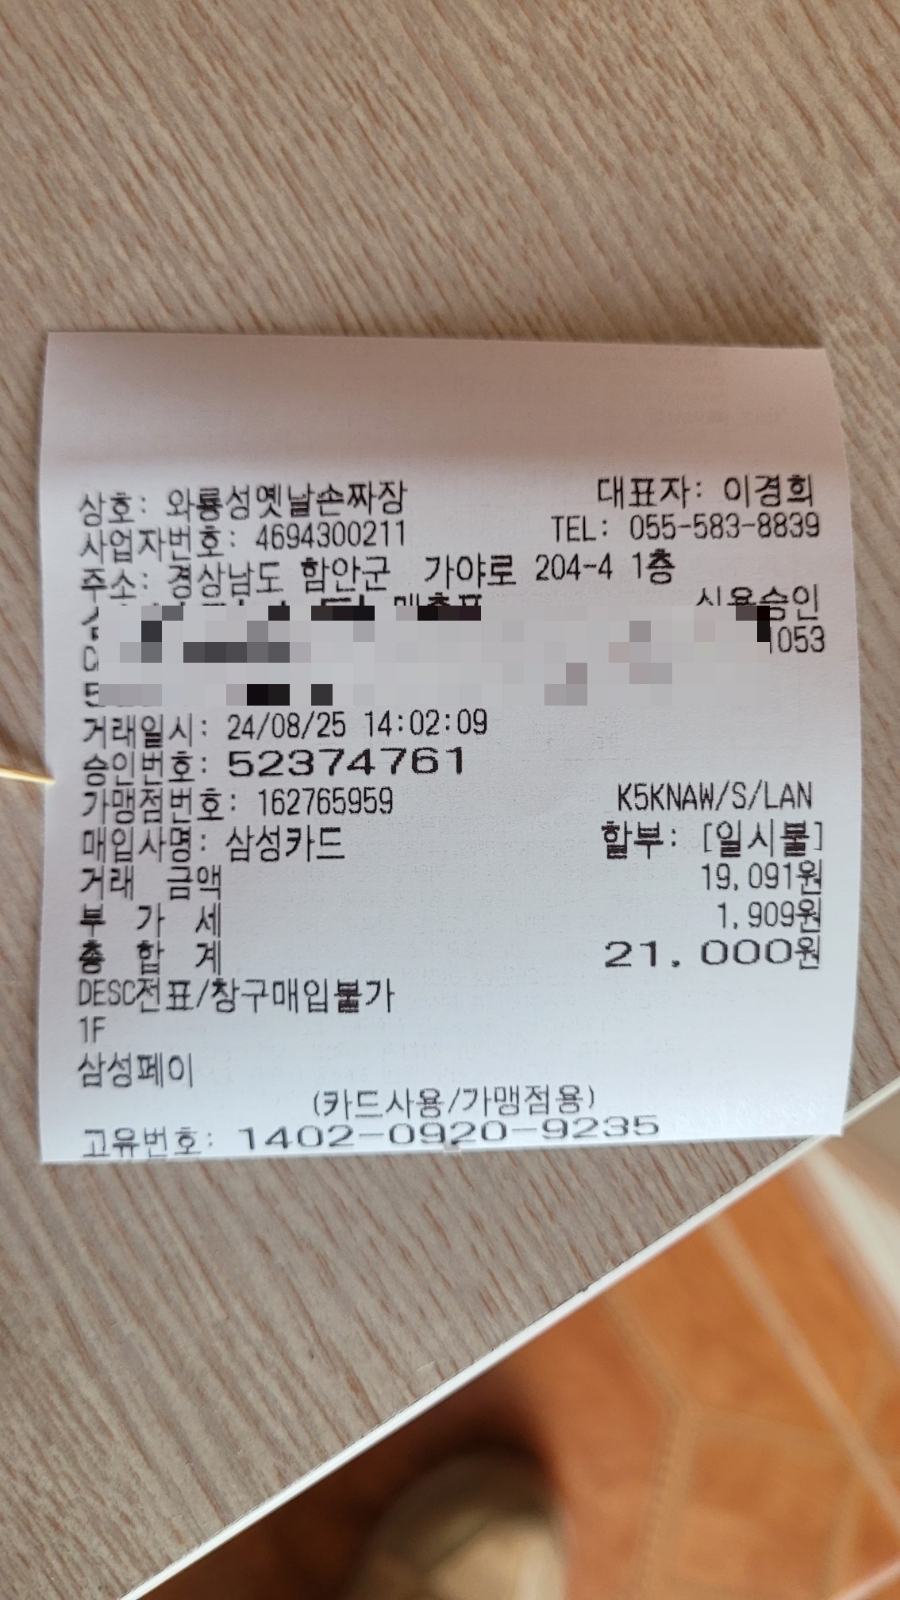 상호: 와룡성옛날손짜장 대표자: 이경희
사업자번호: 4694300211 TEL: 055-583-8839
주소: 경상남도 함안군 가야로 204-4 1층
매출표 신용승인
1053
거래일시: 24/08/25 14:02:09
승인번호: 52374761
가맹점번호: 162765959 K5KNAW/S/LAN
매입사명: 삼성카드 할부: [일시불]
거래 금액 19,091원
부 가 세 1,909원
총 합 계 21.000원
DESC전표/창구매입불가
1F
삼성페이
(카드사용/가맹점용)
고유번호: 1402-0920-9235